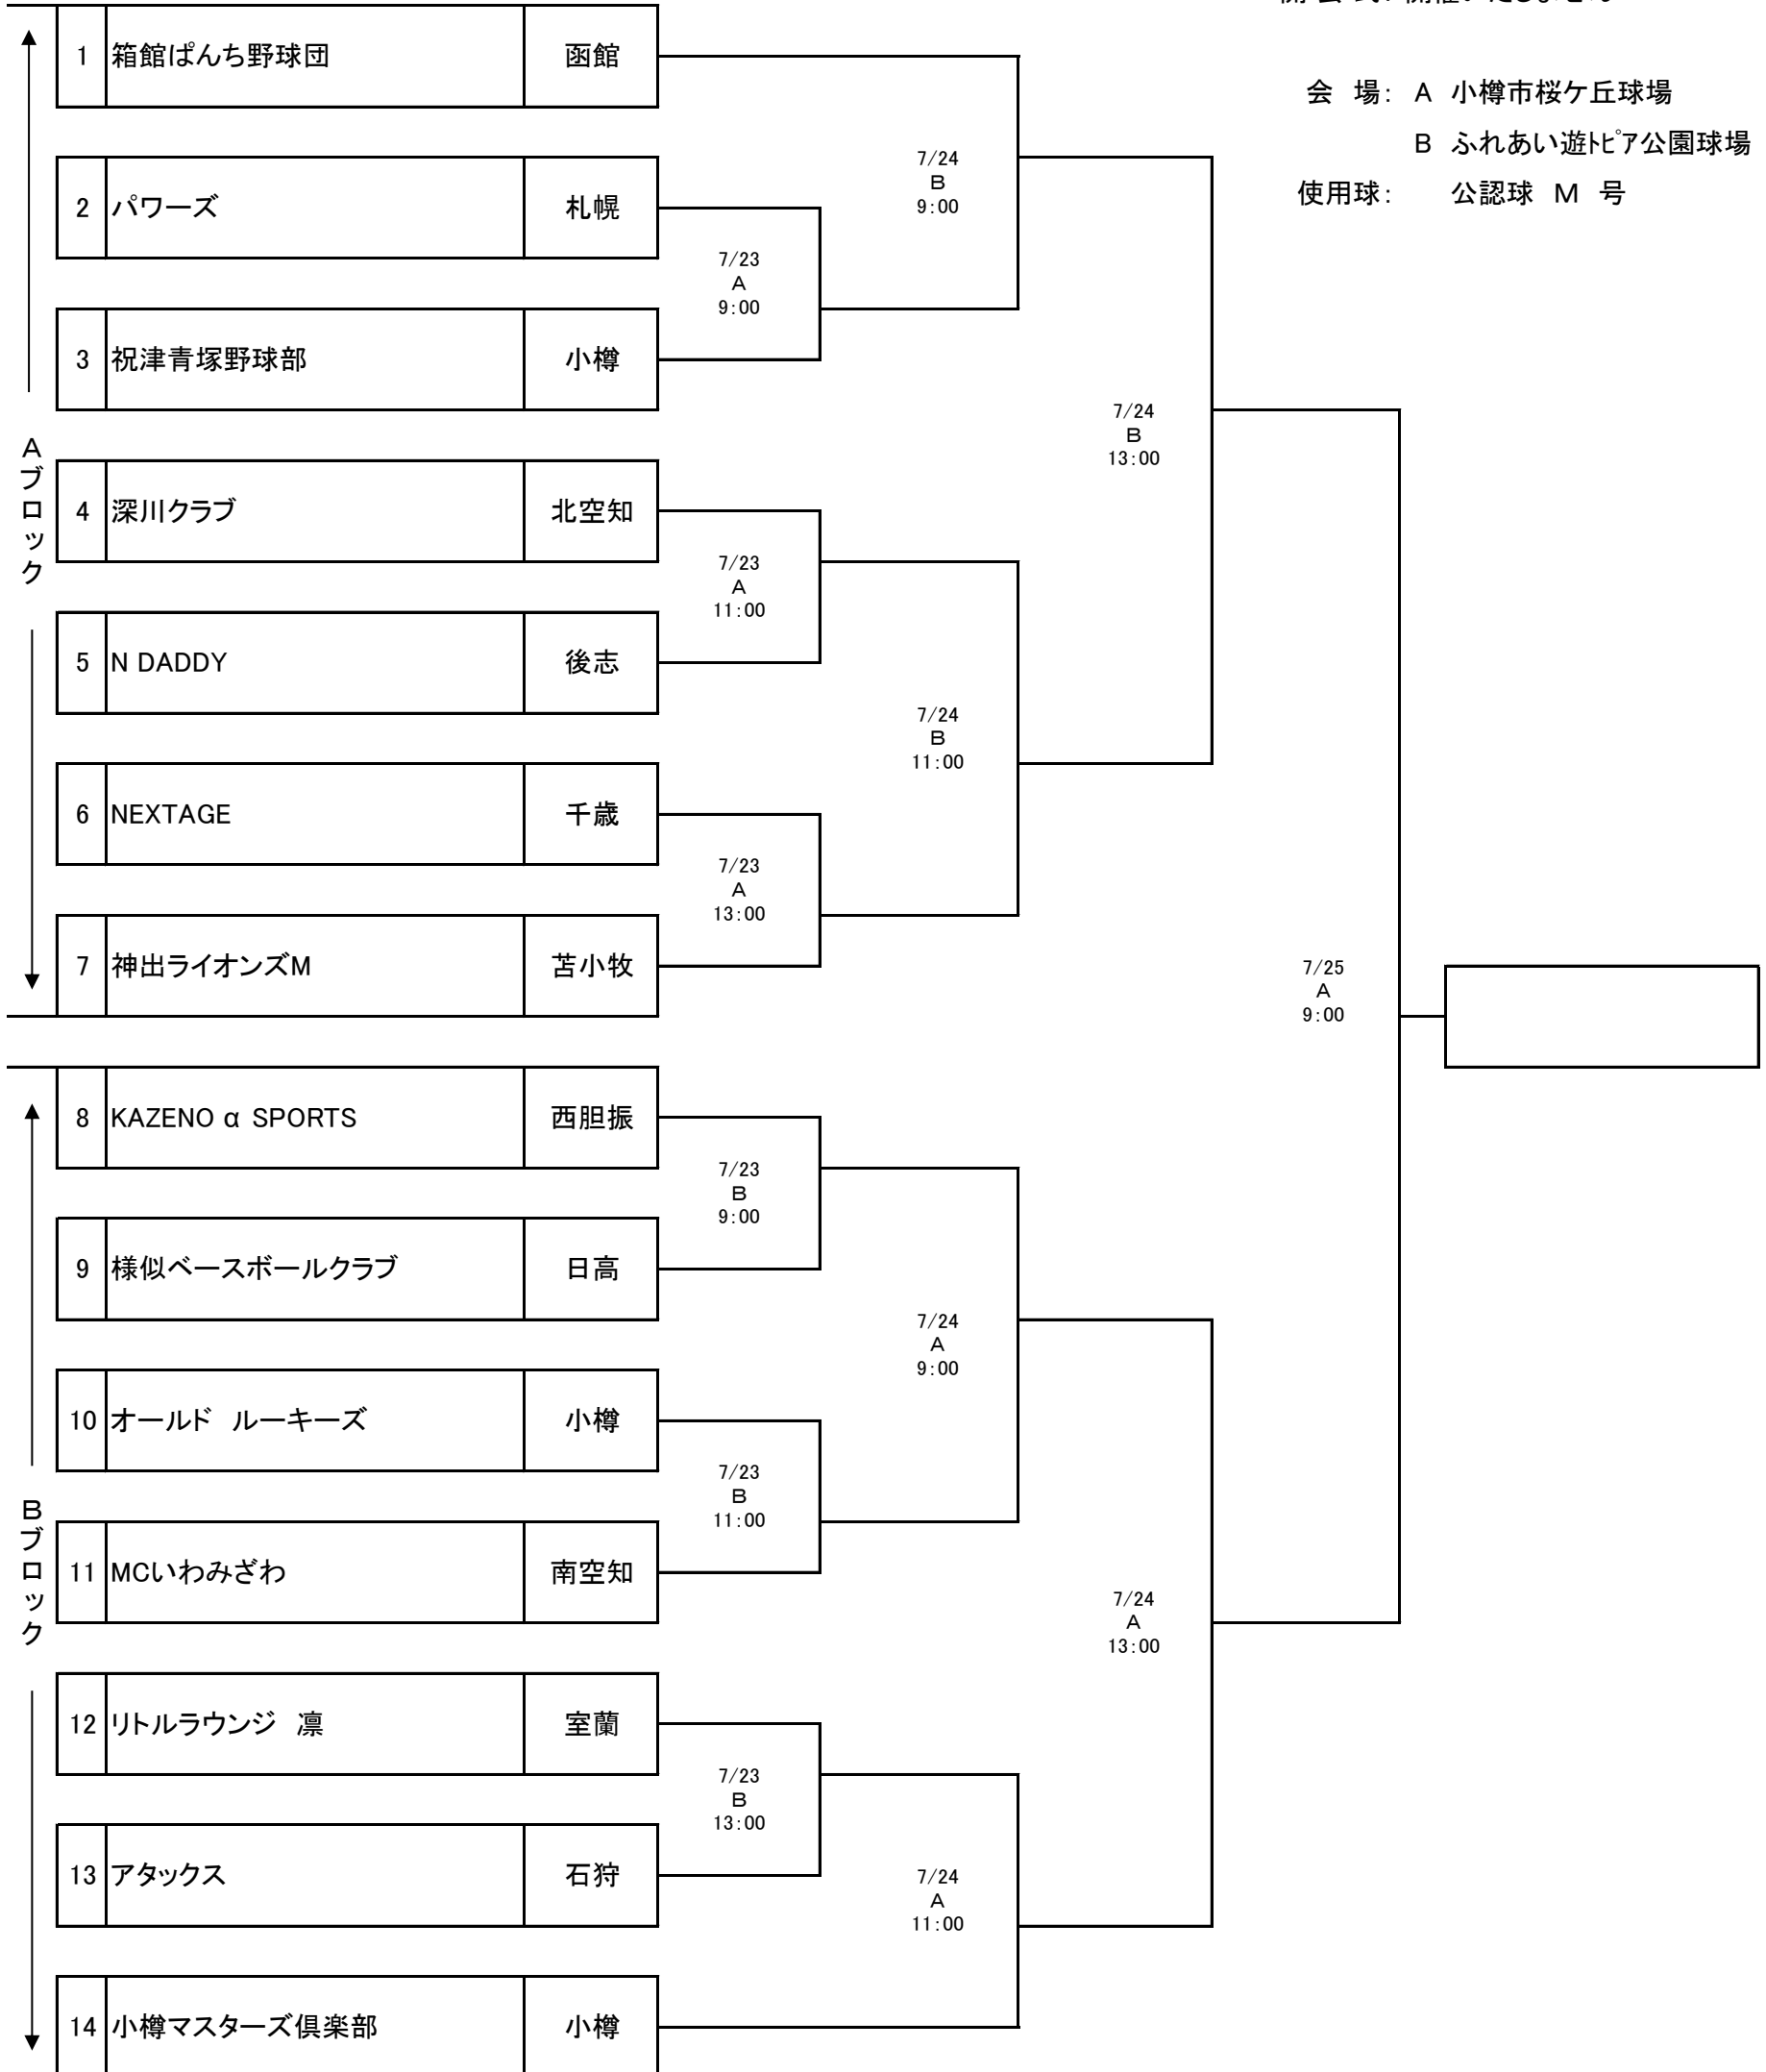 会 場: A 小樽市桜ケ丘球場
B ふれあい遊ﾄﾋﾟｱ公園球場
使用球: 公認球 M 号
Aブロック
1 箱館ぱんち野球団 函館
2 パワーズ 札幌
3 祝津青塚野球部 小樽
4 深川クラブ 北空知
5 N DADDY 後志
6 NEXTAGE 千歳
7 神出ライオンズM 苫小牧
Bブロック
8 KAZENO α SPORTS 西胆振
9 様似ベースボールクラブ 日高
10 オールド ルーキーズ 小樽
11 MCいわみざわ 南空知
12 リトルラウンジ 凛 室蘭
13 アタックス 石狩
14 小樽マスターズ倶楽部 小樽
7/23
A
9:00
7/23
A
11:00
7/23
A
13:00
7/23
B
9:00
7/23
B
11:00
7/23
B
13:00
7/24
B
9:00
7/24
B
11:00
7/24
A
9:00
7/24
A
11:00
7/24
B
13:00
7/24
A
13:00
7/25
A
9:00